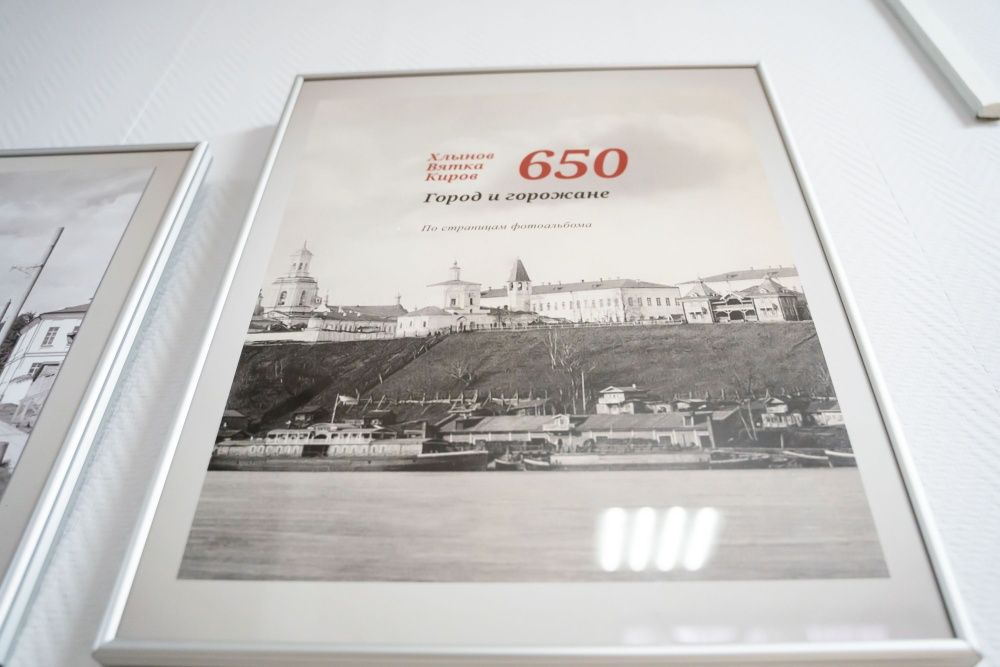 Хлынов
Вятка
Киров
650
Город и горожане
По страницам фотоальбома